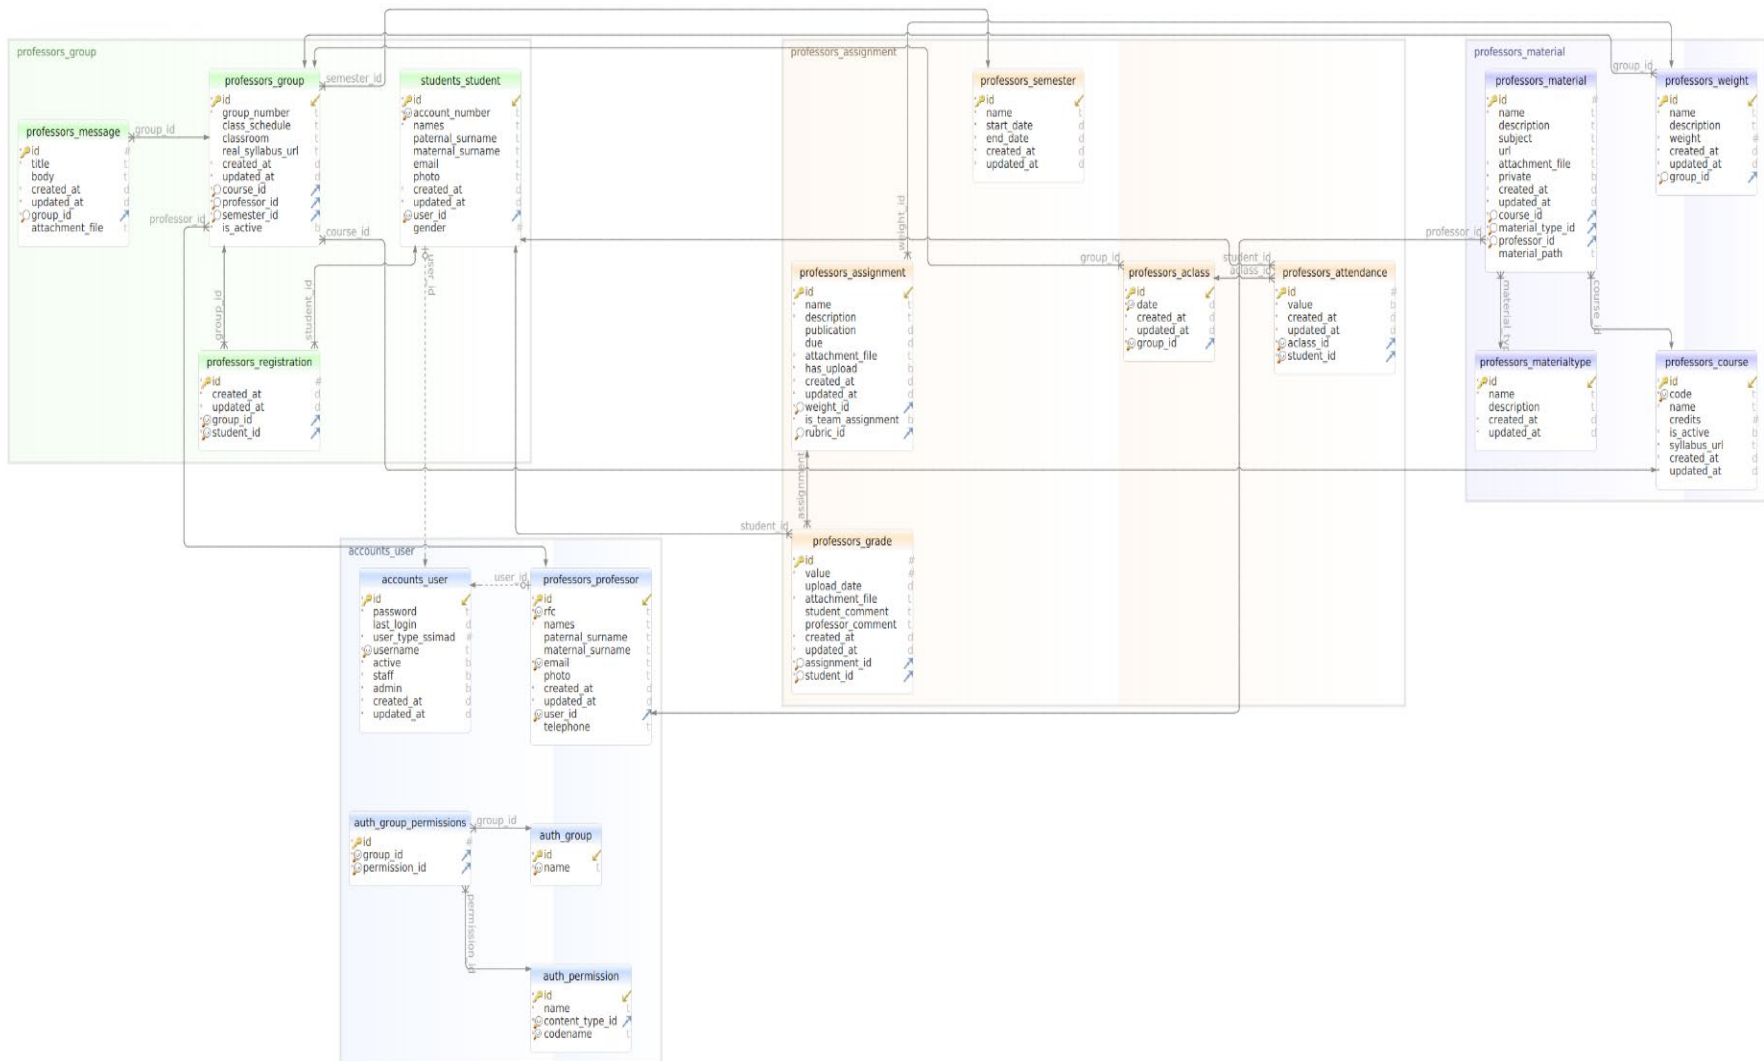 professors_group
professors_group
id
group_number
class_schedule
classroom
real_syllabus_url
created_at
updated_at
course_id
professor_id
semester_id
is_active
semester_id
students_student
id
account_number
names
paternal_surname
maternal_surname
email
photo
created_at
updated_at
user_id
gender
professors_message
id
title
body
created_at
updated_at
group_id
attachment_file
group_id
professor_id
course_id
user_id
group_id
student_id
professors_registration
id
created_at
updated_at
group_id
student_id
professors_assignment
professors_semester
id
name
start_date
end_date
created_at
updated_at
weight_id
professors_assignment
id
name
description
publication
due
attachment_file
has_upload
created_at
updated_at
weight_id
is_team_assignment
rubric_id
group_id
professors_aclass
id
date
created_at
updated_at
group_id
student_id
aclass_id
professors_attendance
id
value
created_at
updated_at
aclass_id
student_id
assignment
student_id
professors_grade
id
value
upload_date
attachment_file
student_comment
professor_comment
created_at
updated_at
assignment_id
student_id
professors_material
professors_material
id
name
description
subject
url
attachment_file
private
created_at
updated_at
course_id
material_type_id
professor_id
material_path
group_id
professors_weight
id
name
description
weight
created_at
updated_at
group_id
professor_id
material_typ
course_id
professors_materialtype
id
name
description
created_at
updated_at
professors_course
id
code
name
credits
is_active
syllabus_url
created_at
updated_at
accounts_user
accounts_user
id
password
last_login
user_type_ssimad
username
active
staff
admin
created_at
updated_at
user_id
professors_professor
id
rfc
names
paternal_surname
maternal_surname
email
photo
created_at
updated_at
user_id
telephone
auth_group_permissions
id
group_id
permission_id
group_id
auth_group
id
name
permission_id
auth_permission
id
name
content_type_id
codename